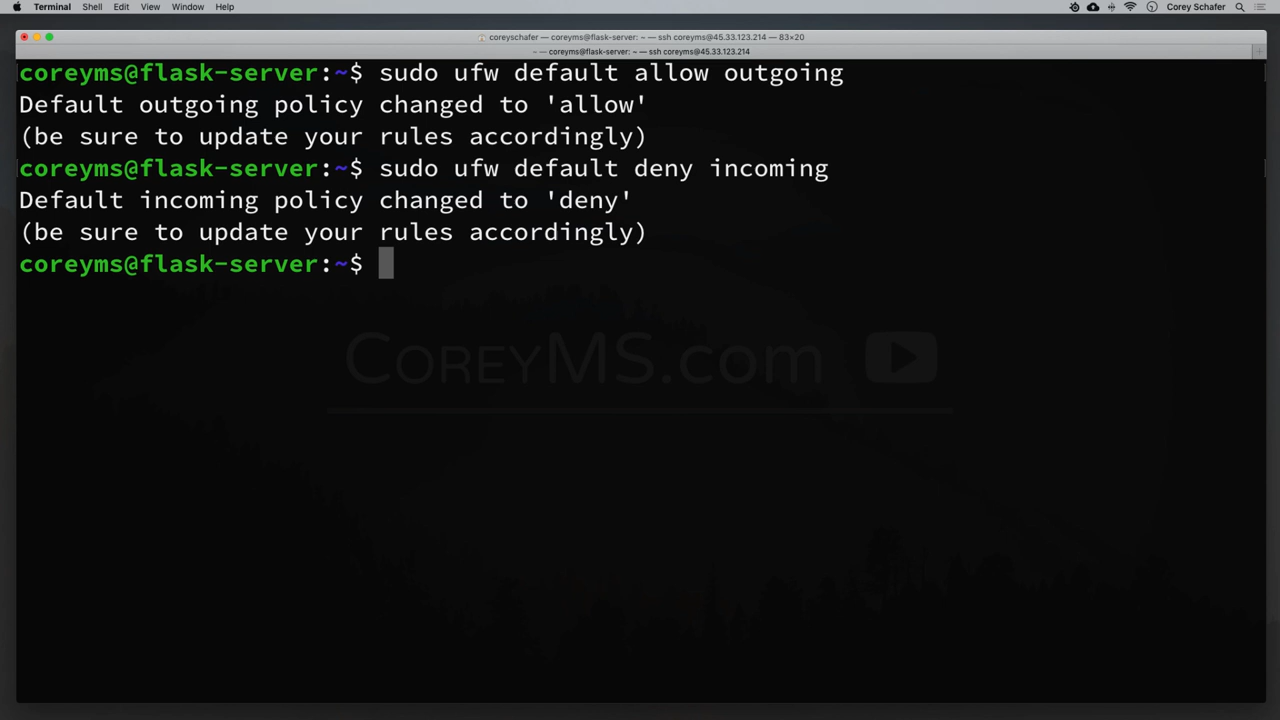 Terminal Shell Edit View Window Help Corey Schafer
coreyschafer — coreyms@flask-server: ~ — ssh coreyms@45.33.123.214 — 83×20
~ — coreyms@flask-server: ~ — ssh coreyms@45.33.123.214
coreyms@flask-server:~$ sudo ufw default allow outgoing
Default outgoing policy changed to 'allow'
(be sure to update your rules accordingly)
coreyms@flask-server:~$ sudo ufw default deny incoming
Default incoming policy changed to 'deny'
(be sure to update your rules accordingly)
coreyms@flask-server:~$
CoreyMS.com